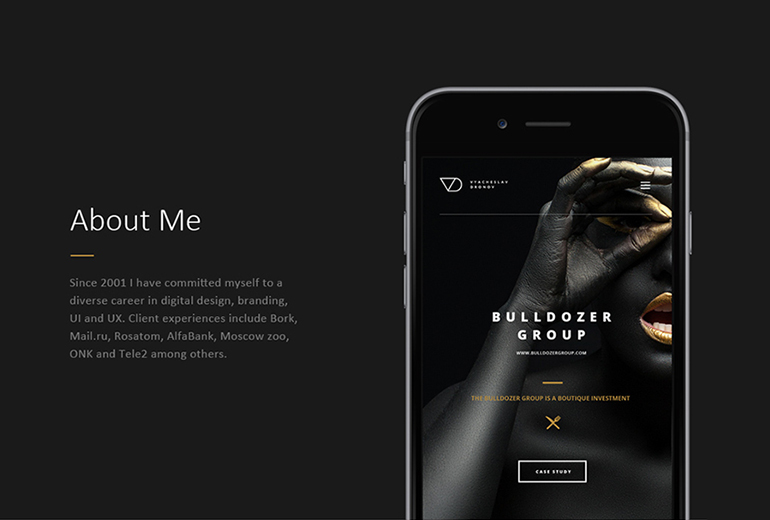 About Me
Since 2001 I have committed myself to a
diverse career in digital design, branding,
UI and UX. Client experiences include Bork,
Mail.ru, Rosatom, AlfaBank, Moscow zoo,
ONK and Tele2 among others.
VYACHESLAV
DRONOV
BULLDOZER
GROUP
WWW.BULLDOZERGROUP.COM
THE BULLDOZER GROUP IS A BOUTIQUE INVESTMENT
CASE STUDY